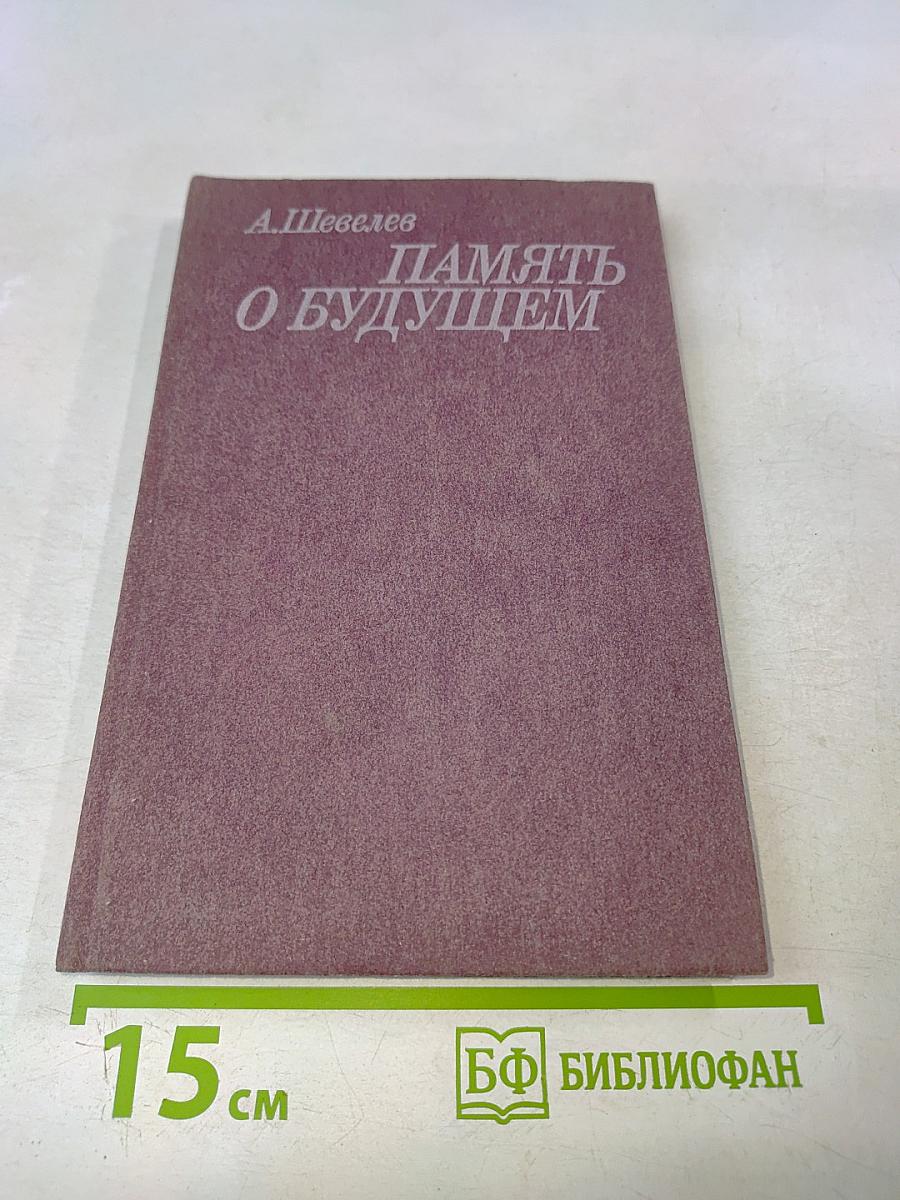 А.Шевелев
ПАМЯТЬ
О БУДУЩЕМ
15 см
БФ БИБЛИОФАН